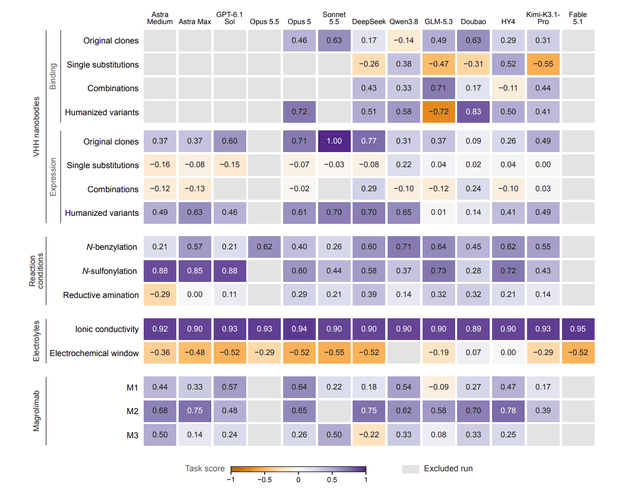 Astra Medium Astra Max GPT-6.1 Sol Opus 5.5 Opus 5 Sonnet 5.5 DeepSeek Qwen3.8 GLM-5.3 Doubao HY4 Kimi-K3.1-Pro Fable 5.1
VHH nanobodies
Binding
Original clones 0.46 0.63 0.17 −0.14 0.49 0.63 0.29 0.31
Single substitutions −0.26 0.38 −0.47 −0.31 0.52 −0.55
Combinations 0.43 0.33 0.71 0.17 −0.11 0.44
Humanized variants 0.72 0.51 0.58 −0.72 0.83 0.50 0.41
Expression
Original clones 0.37 0.37 0.60 0.71 1.00 0.77 0.31 0.37 0.09 0.26 0.49
Single substitutions −0.16 −0.08 −0.15 −0.07 −0.03 −0.08 0.22 0.04 0.02 0.04 0.00
Combinations −0.12 −0.13 −0.02 0.29 −0.10 −0.12 0.24 −0.10 0.03
Humanized variants 0.49 0.63 0.46 0.61 0.70 0.70 0.65 0.01 0.14 0.41 0.49
Reaction conditions
N-benzylation 0.21 0.57 0.21 0.62 0.40 0.26 0.60 0.71 0.64 0.45 0.62 0.55
N-sulfonylation 0.88 0.85 0.88 0.60 0.44 0.58 0.37 0.73 0.28 0.72 0.43
Reductive amination −0.29 0.00 0.11 0.29 0.21 0.39 0.14 0.32 0.32 0.21 0.14
Electrolytes
Ionic conductivity 0.92 0.90 0.93 0.93 0.94 0.90 0.90 0.90 0.90 0.89 0.90 0.93 0.95
Electrochemical window −0.36 −0.48 −0.52 −0.29 −0.52 −0.55 −0.52 −0.19 0.07 0.00 −0.29 −0.52
Magrolimab
M1 0.44 0.33 0.57 0.64 0.22 0.18 0.54 −0.09 0.27 0.47 0.17
M2 0.68 0.75 0.48 0.65 0.75 0.62 0.58 0.70 0.78 0.39
M3 0.50 0.14 0.24 0.26 0.50 −0.22 0.33 0.08 0.33 0.25
Task score
−1 −0.5 0 0.5 1
Excluded run